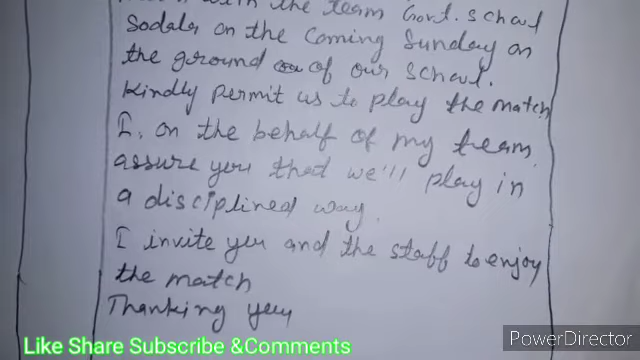 with the team Govt. school
Sodala on the coming Sunday on
the ground of our school.
Kindly permit us to play the match
I, on the behalf of my team
assure you that we'll play in
a disciplined way.
I invite you and the staff to enjoy
the match
Thanking you
Like Share Subscribe &Comments
PowerDirector